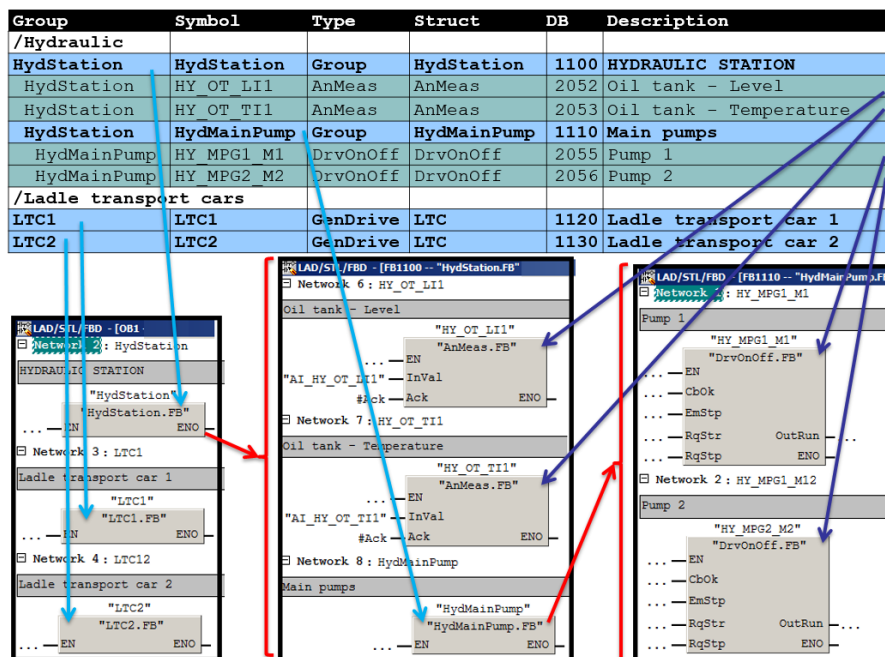 Group Symbol Type Struct DB Description
/Hydraulic
HydStation HydStation Group HydStation 1100 HYDRAULIC STATION
HydStation HY_OT_LI1 AnMeas AnMeas 2052 Oil tank - Level
HydStation HY_OT_TI1 AnMeas AnMeas 2053 Oil tank - Temperature
HydStation HydMainPump Group HydMainPump 1110 Main pumps
HydMainPump HY_MPG1_M1 DrvOnOff DrvOnOff 2055 Pump 1
HydMainPump HY_MPG2_M2 DrvOnOff DrvOnOff 2056 Pump 2
/Ladle transport cars
LTC1 LTC1 GenDrive LTC 1120 Ladle transport car 1
LTC2 LTC2 GenDrive LTC 1130 Ladle transport car 2
LAD/STL/FBD - [OB1 -
Network 2: HydStation
HYDRAULIC STATION
"HydStation"
"HydStation.FB"
... EN ENO
Network 3: LTC1
Ladle transport car 1
"LTC1"
"LTC1.FB"
... EN ENO
Network 4: LTC12
Ladle transport car 2
"LTC2"
"LTC2.FB"
... EN ENO
LAD/STL/FBD - [FB1100 -- "HydStation.FB"
Network 6: HY_OT_LI1
Oil tank - Level
"HY_OT_LI1"
"AnMeas.FB"
... EN
"AI_HY_OT_LI1" InVal
#Ack Ack ENO
Network 7: HY_OT_TI1
Oil tank - Temperature
"HY_OT_TI1"
"AnMeas.FB"
... EN
"AI_HY_OT_TI1" InVal
#Ack Ack ENO
Network 8: HydMainPump
Main pumps
"HydMainPump"
"HydMainPump.FB"
... EN ENO
LAD/STL/FBD - [FB1110 -- "HydMainPump.F
Network : HY_MPG1_M1
Pump 1
"HY_MPG1_M1"
"DrvOnOff.FB"
... EN
... CbOk
... EmStp
... RqStr OutRun ...
... RqStp ENO
Network 2: HY_MPG1_M12
Pump 2
"HY_MPG2_M2"
"DrvOnOff.FB"
... EN
... CbOk
... EmStp
... RqStr OutRun ...
... RqStp ENO